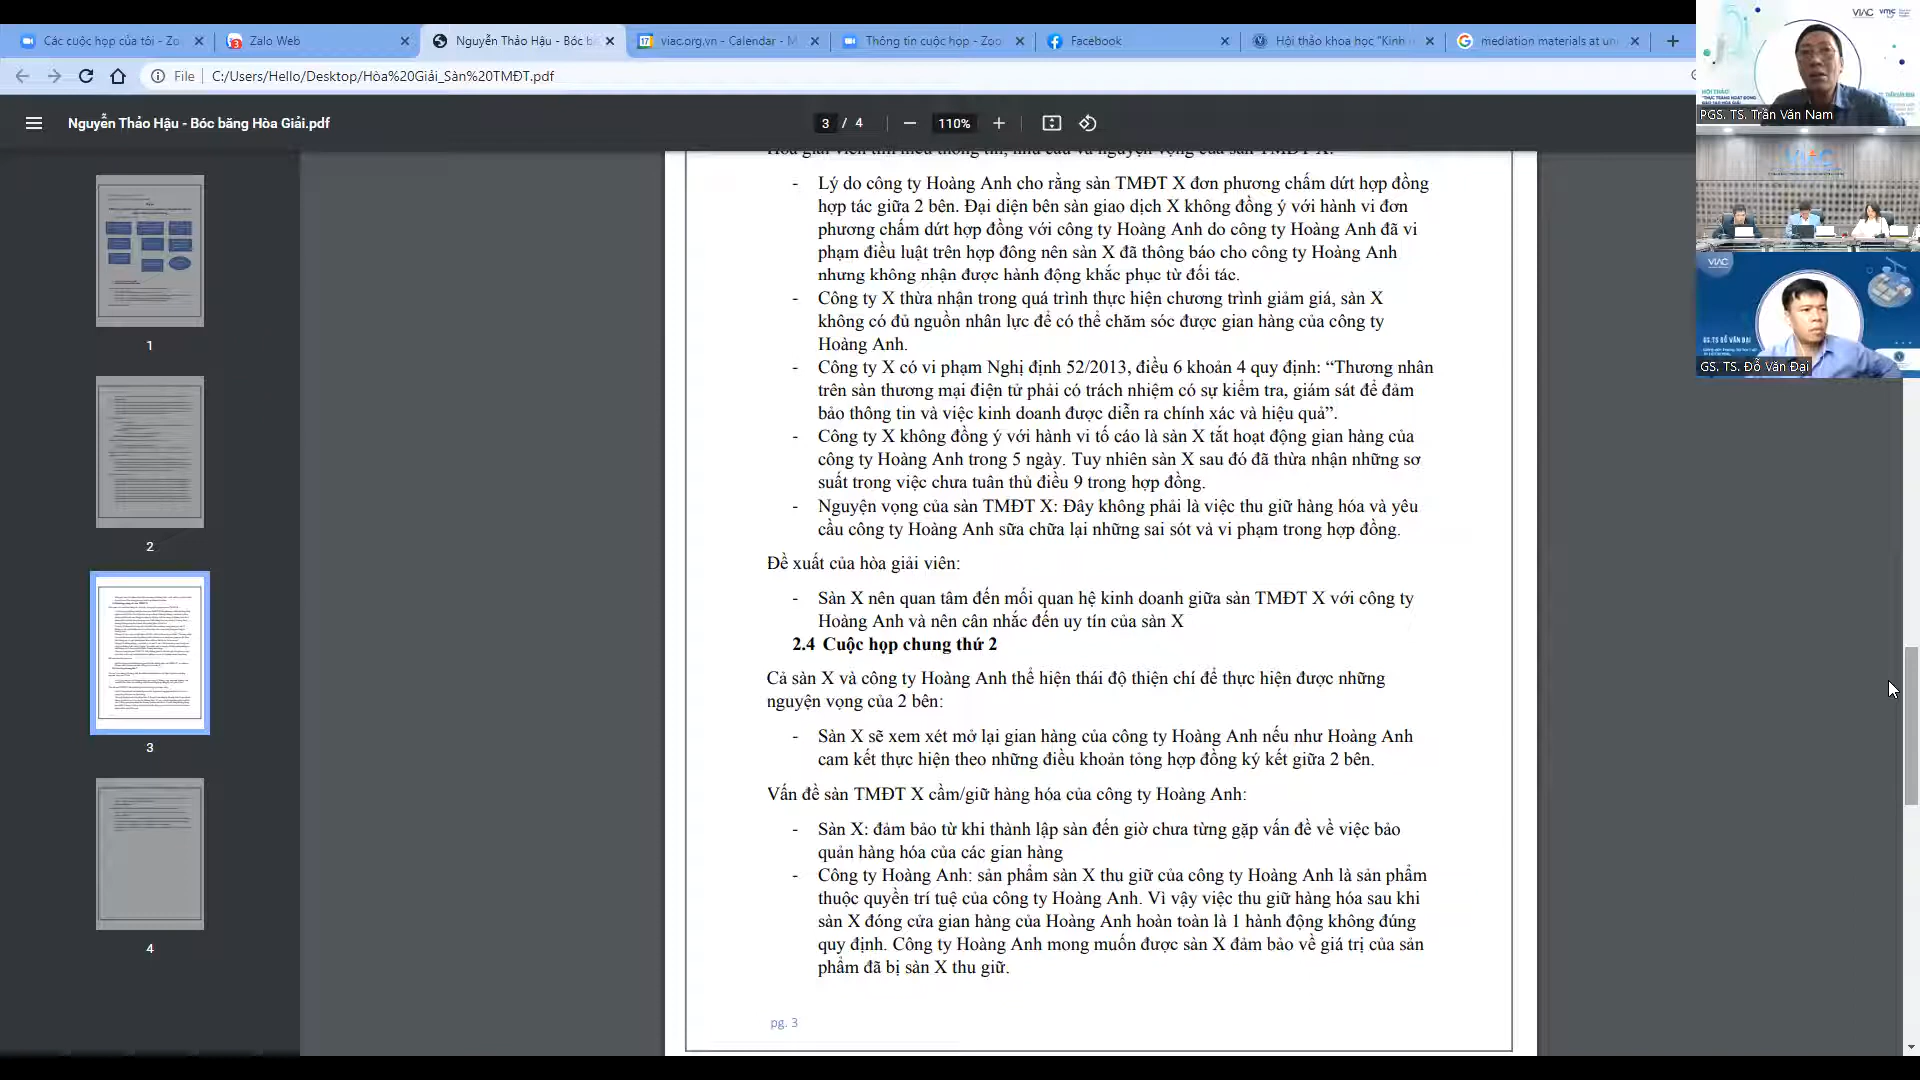 Các cuộc họp của tôi - Zo
Zalo Web
Nguyễn Thảo Hậu - Bóc b
viac.org.vn - Calendar - M
Thông tin cuộc họp - Zoo
Facebook
Hội thảo khoa học "Kinh
mediation materials at un
File
C:/Users/Hello/Desktop/Hòa%20Giải_Sàn%20TMĐT.pdf
Nguyễn Thảo Hậu - Bóc băng Hòa Giải.pdf
3 / 4
110%
- Lý do công ty Hoàng Anh cho rằng sàn TMĐT X đơn phương chấm dứt hợp đồng
hợp tác giữa 2 bên. Đại diện bên sàn giao dịch X không đồng ý với hành vi đơn
phương chấm dứt hợp đồng với công ty Hoàng Anh do công ty Hoàng Anh đã vi
phạm điều luật trên hợp đông nên sàn X đã thông báo cho công ty Hoàng Anh
nhưng không nhận được hành động khắc phục từ đối tác.
- Công ty X thừa nhận trong quá trình thực hiện chương trình giảm giá, sàn X
không có đủ nguồn nhân lực để có thể chăm sóc được gian hàng của công ty
Hoàng Anh.
- Công ty X có vi phạm Nghị định 52/2013, điều 6 khoản 4 quy định: “Thương nhân
trên sàn thương mại điện tử phải có trách nhiệm có sự kiểm tra, giám sát để đảm
bảo thông tin và việc kinh doanh được diễn ra chính xác và hiệu quả”.
- Công ty X không đồng ý với hành vi tố cáo là sàn X tắt hoạt động gian hàng của
công ty Hoàng Anh trong 5 ngày. Tuy nhiên sàn X sau đó đã thừa nhận những sơ
suất trong việc chưa tuân thủ điều 9 trong hợp đồng.
- Nguyện vọng của sàn TMĐT X: Đây không phải là việc thu giữ hàng hóa và yêu
cầu công ty Hoàng Anh sữa chữa lại những sai sót và vi phạm trong hợp đồng.
Đề xuất của hòa giải viên:
- Sàn X nên quan tâm đến mối quan hệ kinh doanh giữa sàn TMĐT X với công ty
Hoàng Anh và nên cân nhắc đến uy tín của sàn X
2.4 Cuộc họp chung thứ 2
Cả sàn X và công ty Hoàng Anh thể hiện thái độ thiện chí để thực hiện được những
nguyện vọng của 2 bên:
- Sàn X sẽ xem xét mở lại gian hàng của công ty Hoàng Anh nếu như Hoàng Anh
cam kết thực hiện theo những điều khoản tỏng hợp đồng ký kết giữa 2 bên.
Vấn đề sàn TMĐT X cầm/giữ hàng hóa của công ty Hoàng Anh:
- Sàn X: đảm bảo từ khi thành lập sàn đến giờ chưa từng gặp vấn đề về việc bảo
quản hàng hóa của các gian hàng
- Công ty Hoàng Anh: sản phẩm sàn X thu giữ của công ty Hoàng Anh là sản phẩm
thuộc quyền trí tuệ của công ty Hoàng Anh. Vì vậy việc thu giữ hàng hóa sau khi
sàn X đóng cửa gian hàng của Hoàng Anh hoàn toàn là 1 hành động không đúng
quy định. Công ty Hoàng Anh mong muốn được sàn X đảm bảo về giá trị của sản
phẩm đã bị sàn X thu giữ.
pg. 3
1
2
3
4
VIAC
PGS. TS. Trần Văn Nam
VIAC
VIAC
GS.TS ĐỖ VĂN ĐẠI
GS. TS. Đỗ Văn Đại